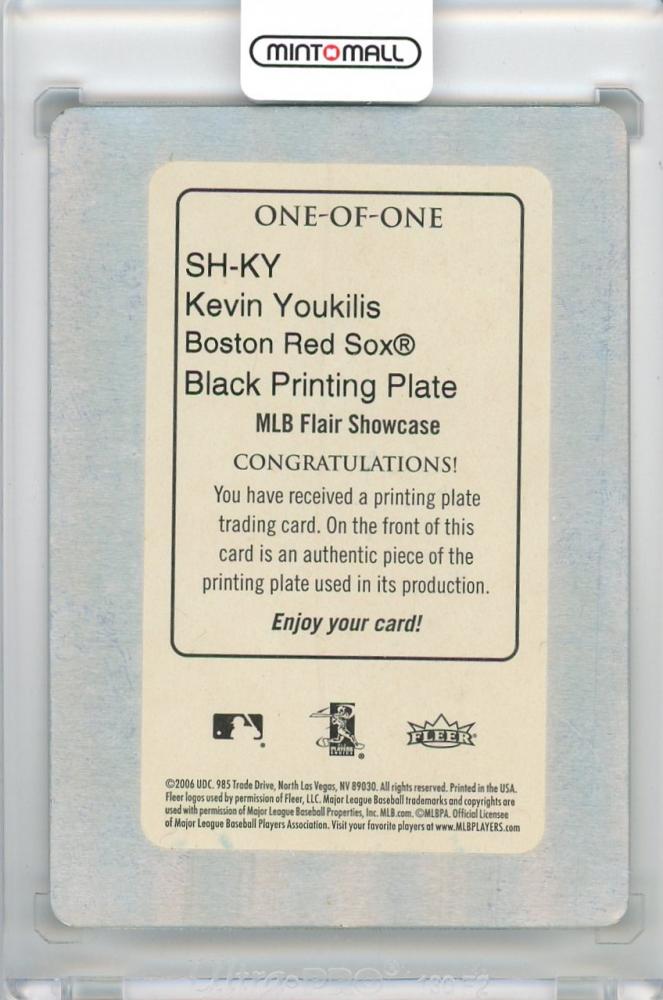 MINTMALL
ONE-OF-ONE
SH-KY
Kevin Youkilis
Boston Red Sox®
Black Printing Plate
MLB Flair Showcase
CONGRATULATIONS!
You have received a printing plate
trading card. On the front of this
card is an authentic piece of the
printing plate used in its production.
Enjoy your card!
FLEER®
©2006 UDC. 985 Trade Drive, North Las Vegas, NV 89030. All rights reserved. Printed in the USA.
Fleer logos used by permission of Fleer, LLC. Major League Baseball trademarks and copyrights are
used with permission of Major League Baseball Properties, Inc. MLB.com. ©MLBPA. Official Licensee
of Major League Baseball Players Association. Visit your favorite players at www.MLBPLAYERS.com